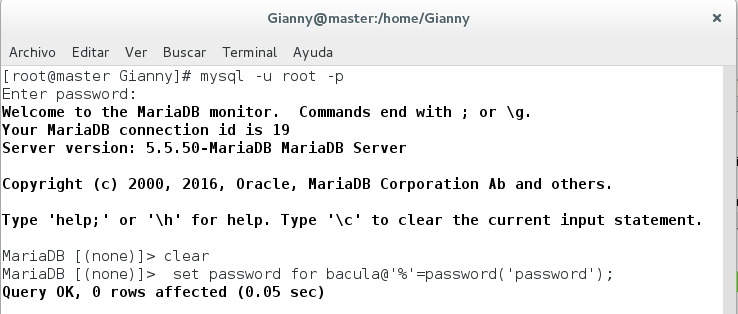 Gianny@master:/home/Gianny
Archivo Editar Ver Buscar Terminal Ayuda
[root@master Gianny]# mysql -u root -p
Enter password:
Welcome to the MariaDB monitor.  Commands end with ; or \g.
Your MariaDB connection id is 19
Server version: 5.5.50-MariaDB MariaDB Server
Copyright (c) 2000, 2016, Oracle, MariaDB Corporation Ab and others.
Type 'help;' or '\h' for help. Type '\c' to clear the current input statement.
MariaDB [(none)]> clear
MariaDB [(none)]>  set password for bacula@'%'=password('password');
Query OK, 0 rows affected (0.05 sec)